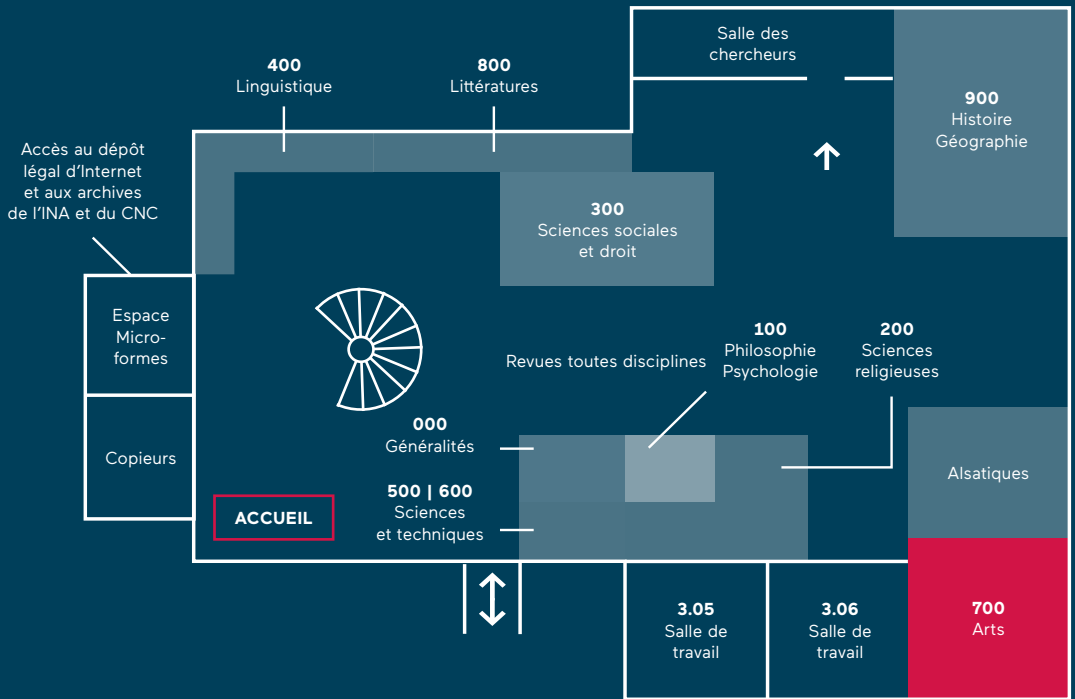 Salle des
chercheurs
400
Linguistique
800
Littératures
900
Histoire
Géographie
Accès au dépôt
légal d'Internet
et aux archives
de l'INA et du CNC
300
Sciences sociales
et droit
Espace
Micro-
formes
Revues toutes disciplines
100
Philosophie
Psychologie
200
Sciences
religieuses
000
Généralités
Copieurs
Alsatiques
500 | 600
Sciences
et techniques
ACCUEIL
3.05
Salle de
travail
3.06
Salle de
travail
700
Arts